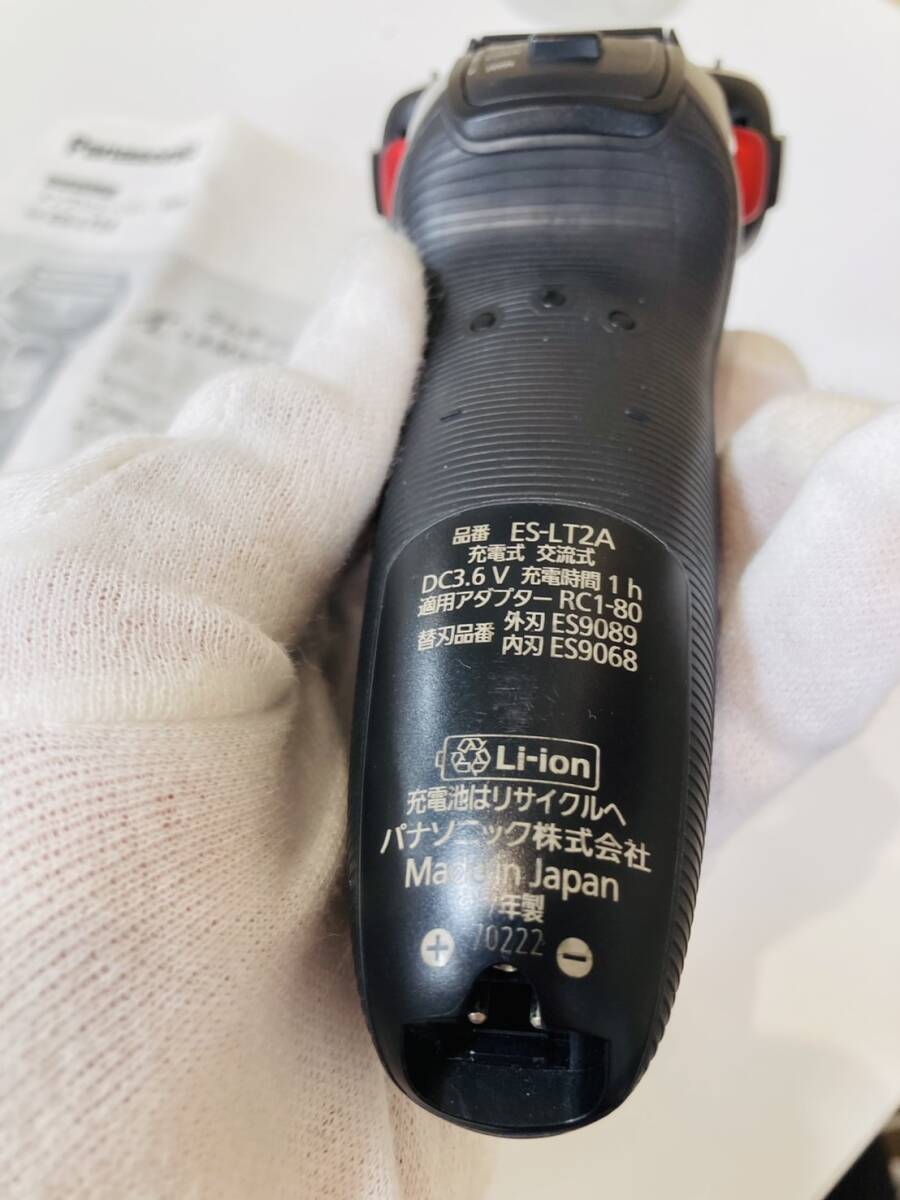 Panasonic
品番 ES-LT2A
充電式 交流式
DC3.6 V 充電時間 1 h
適用アダプター RC1-80
替刃品番 外刃 ES9089
内刃 ES9068
Li-ion
充電池はリサイクルへ
パナソニック株式会社
Made in Japan
年製
+ 70222 −